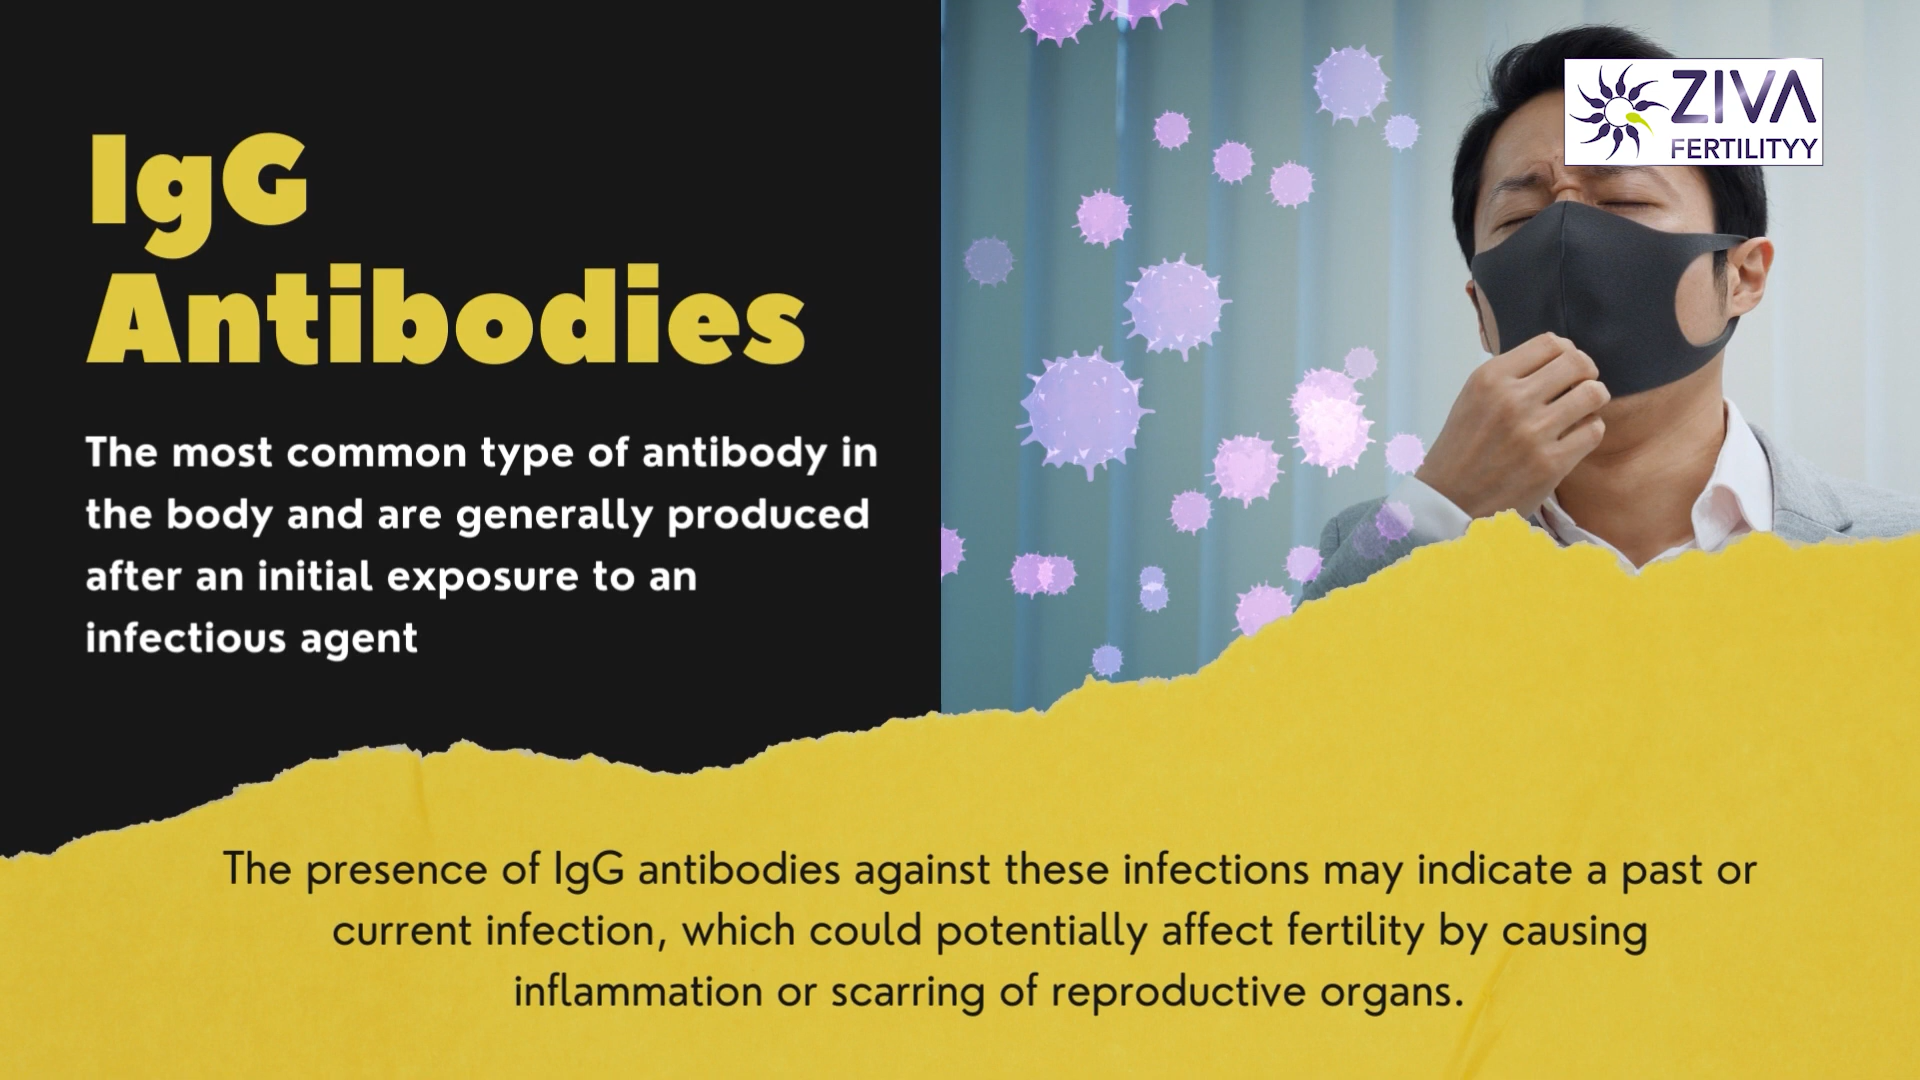 IgG
Antibodies
The most common type of antibody in
the body and are generally produced
after an initial exposure to an
infectious agent
ZIVA
FERTILITYY
The presence of IgG antibodies against these infections may indicate a past or
current infection, which could potentially affect fertility by causing
inflammation or scarring of reproductive organs.